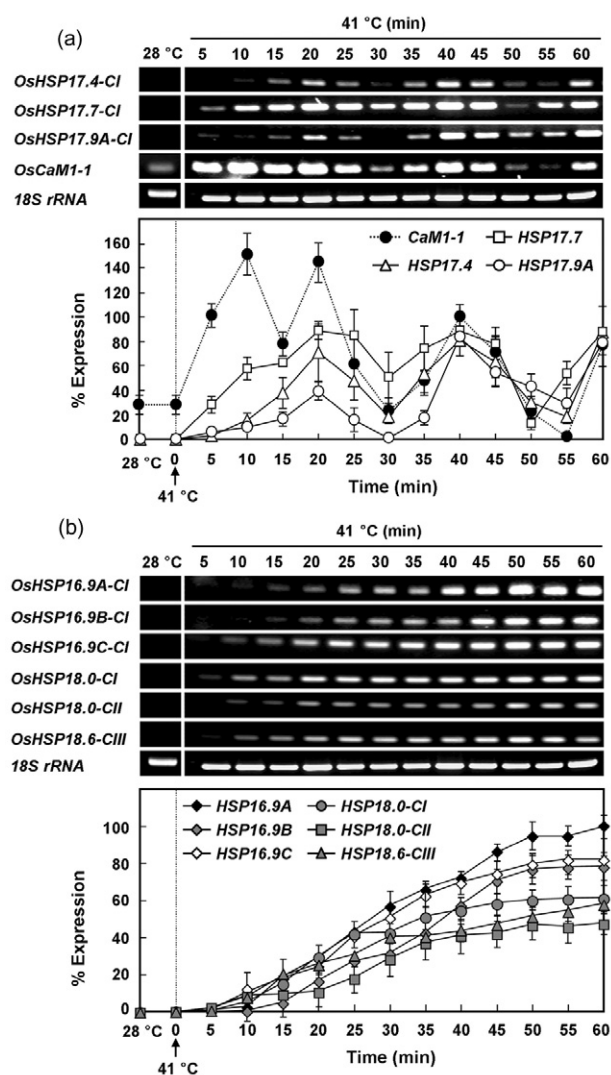 (a)
41 °C (min)
28 °C 5 10 15 20 25 30 35 40 45 50 55 60
OsHSP17.4-CI
OsHSP17.7-CI
OsHSP17.9A-CI
OsCaM1-1
18S rRNA
160
140
120
100
80
60
40
20
0
% Expression
CaM1-1 HSP17.7
HSP17.4 HSP17.9A
28 °C 0 5 10 15 20 25 30 35 40 45 50 55 60
41 °C
Time (min)
(b)
41 °C (min)
28 °C 5 10 15 20 25 30 35 40 45 50 55 60
OsHSP16.9A-CI
OsHSP16.9B-CI
OsHSP16.9C-CI
OsHSP18.0-CI
OsHSP18.0-CII
OsHSP18.6-CIII
18S rRNA
100
80
60
40
20
0
% Expression
HSP16.9A HSP18.0-CI
HSP16.9B HSP18.0-CII
HSP16.9C HSP18.6-CIII
28 °C 0 5 10 15 20 25 30 35 40 45 50 55 60
41 °C
Time (min)